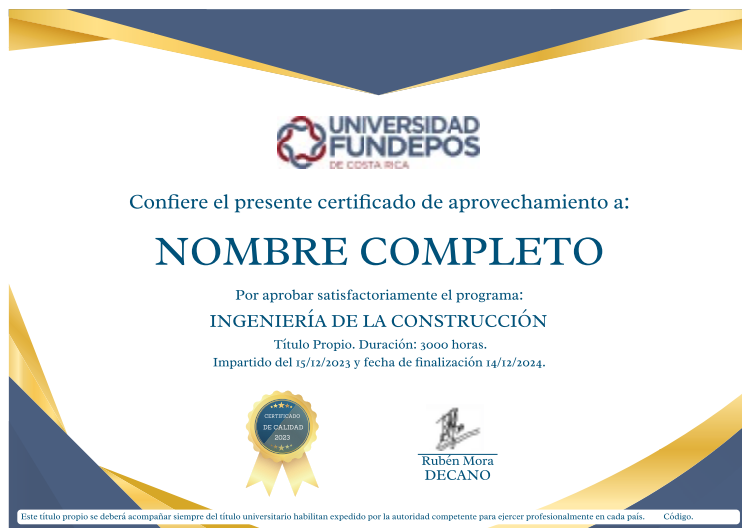 UNIVERSIDAD
FUNDEPOS
DE COSTA RICA
Confiere el presente certificado de aprovechamiento a:
NOMBRE COMPLETO
Por aprobar satisfactoriamente el programa:
INGENIERÍA DE LA CONSTRUCCIÓN
Título Propio. Duración: 3000 horas.
Impartido del 15/12/2023 y fecha de finalización 14/12/2024.
CERTIFICADO
DE CALIDAD
2023
Rubén Mora
DECANO
Este título propio se deberá acompañar siempre del título universitario habilitan expedido por la autoridad competente para ejercer profesionalmente en cada país. Código.